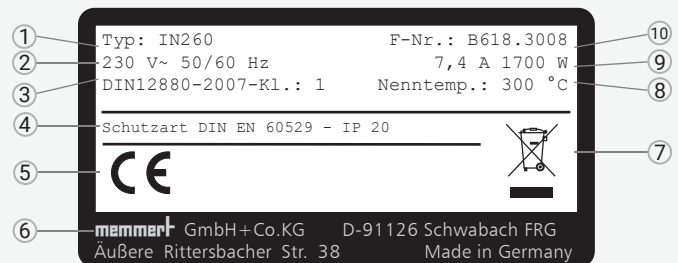 ① Typ: IN260 F-Nr.: B618.3008 ⑩
② 230 V~ 50/60 Hz 7,4 A 1700 W ⑨
③ DIN12880-2007-Kl.: 1 Nenntemp.: 300 °C ⑧
④ Schutzart DIN EN 60529 - IP 20
⑤ CE ⑦
⑥ memmert GmbH+Co.KG D-91126 Schwabach FRG
Äußere Rittersbacher Str. 38 Made in Germany